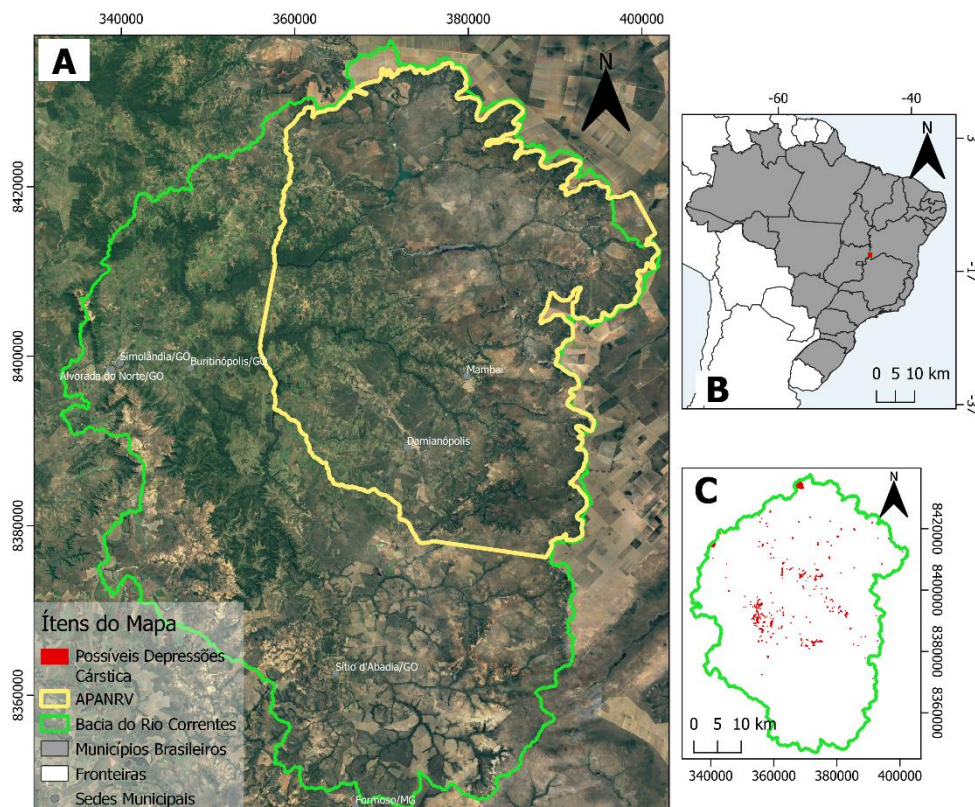 340000
360000
380000
400000
A
N
8420000
8400000
8380000
8360000
Simolândia/GO
Alvorada do Norte/GO
Buritinópolis/GO
Mambaí
Damianópolis
Sítio d'Abadia/GO
Formoso/MG
Ítens do Mapa
Possíveis Depressões
Cárstica
APANRV
Bacia do Rio Correntes
Municípios Brasileiros
Fronteiras
Sedes Municipais
-60
-40
N
3
-17
-37
B
0 5 10 km
C
N
8420000
8400000
8380000
8360000
0 5 10 km
340000
360000
380000
400000